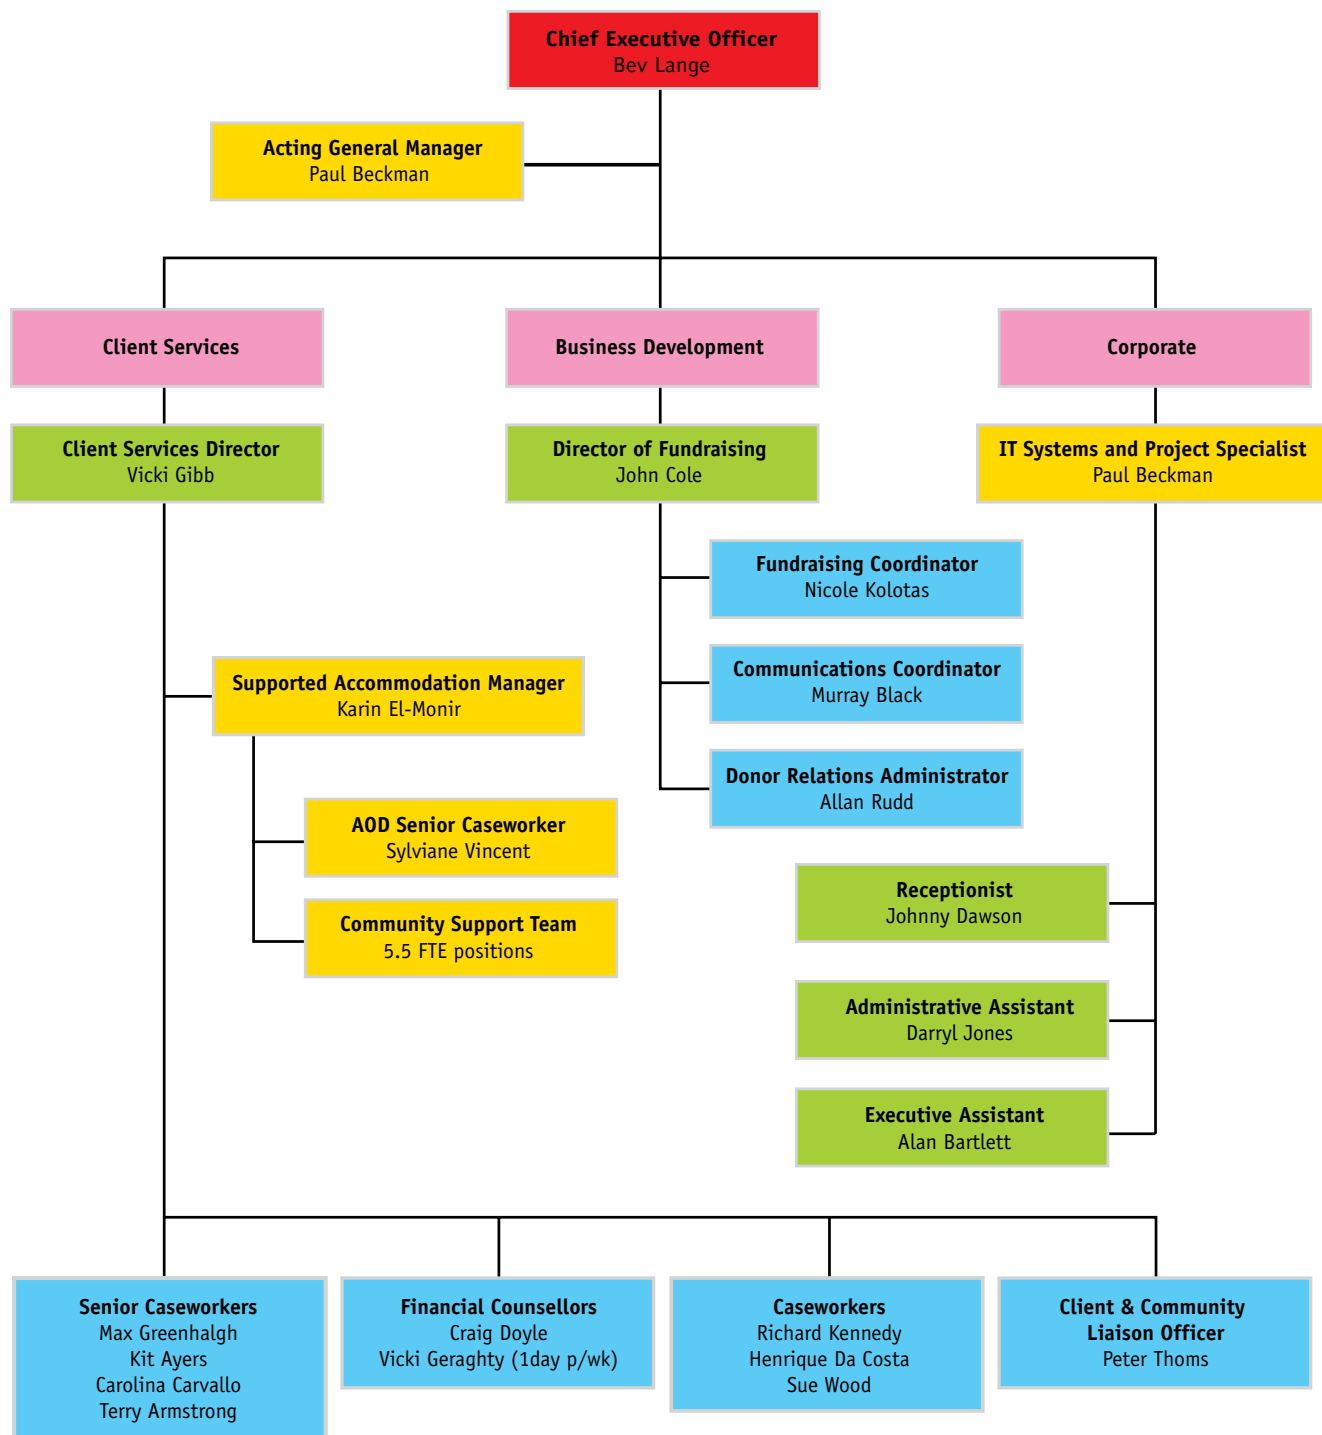 Chief Executive Officer
Bev Lange
Acting General Manager
Paul Beckman
Client Services
Business Development
Corporate
Client Services Director
Vicki Gibb
Director of Fundraising
John Cole
IT Systems and Project Specialist
Paul Beckman
Fundraising Coordinator
Nicole Kolotas
Communications Coordinator
Murray Black
Donor Relations Administrator
Allan Rudd
Supported Accommodation Manager
Karin El-Monir
AOD Senior Caseworker
Sylviane Vincent
Community Support Team
5.5 FTE positions
Receptionist
Johnny Dawson
Administrative Assistant
Darryl Jones
Executive Assistant
Alan Bartlett
Senior Caseworkers
Max Greenhalgh
Kit Ayers
Carolina Carvallo
Terry Armstrong
Financial Counsellors
Craig Doyle
Vicki Geraghty (1day p/wk)
Caseworkers
Richard Kennedy
Henrique Da Costa
Sue Wood
Client & Community
Liaison Officer
Peter Thoms